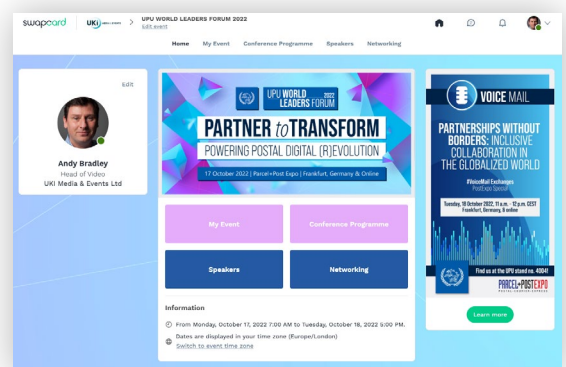 swapcard
UKi
UPU WORLD LEADERS FORUM 2022
Edit event
Home My Event Conference Programme Speakers Networking
Edit
Andy Bradley
Head of Video
UKI Media & Events Ltd
UPU WORLD 2022
LEADERS FORUM
PARTNER to TRANSFORM
POWERING POSTAL DIGITAL (R)EVOLUTION
17 October 2022 | Parcel+Post Expo | Frankfurt, Germany & Online
My Event
Conference Programme
Speakers
Networking
Information
From Monday, October 17, 2022 7:00 AM to Tuesday, October 18, 2022 5:00 PM.
Dates are displayed in your time zone (Europe/London)
Switch to event time zone
VOICE MAIL
PARTNERSHIPS WITHOUT
BORDERS: INCLUSIVE
COLLABORATION IN
THE GLOBALIZED WORLD
#VoiceMail Exchanges
PostExpo Special
Tuesday, 18 October 2022, 11 a.m. - 12 p.m. CEST
Frankfurt, Germany, & online
Find us at the UPU stand no. 4004!
PARCEL+POSTEXPO
Learn more